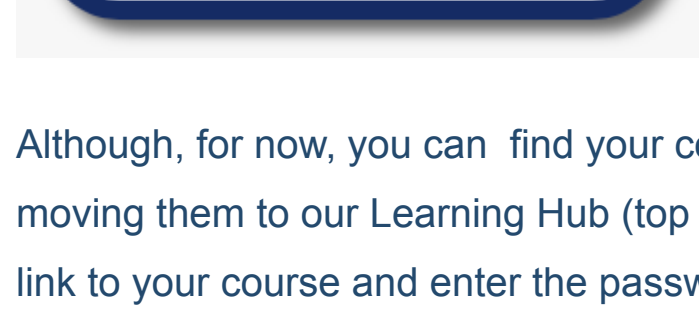 Although, for now, you can  find your
moving them to our Learning Hub (top
link to your course and enter the